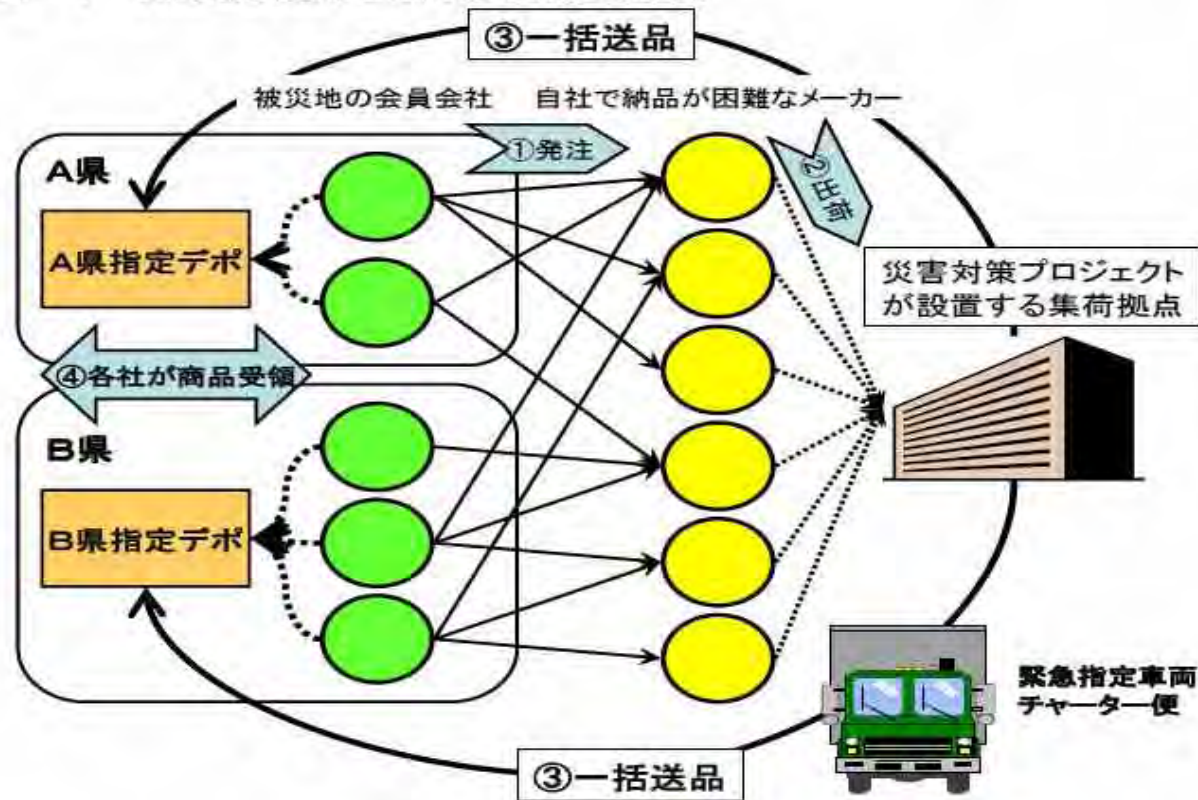 ③一括送品
被災地の会員会社 自社で納品が困難なメーカー
①発注
②出荷
A県
A県指定デポ
災害対策プロジェクト
が設置する集荷拠点
④各社が商品受領
B県
B県指定デポ
緊急指定車両
チャーター便
③一括送品